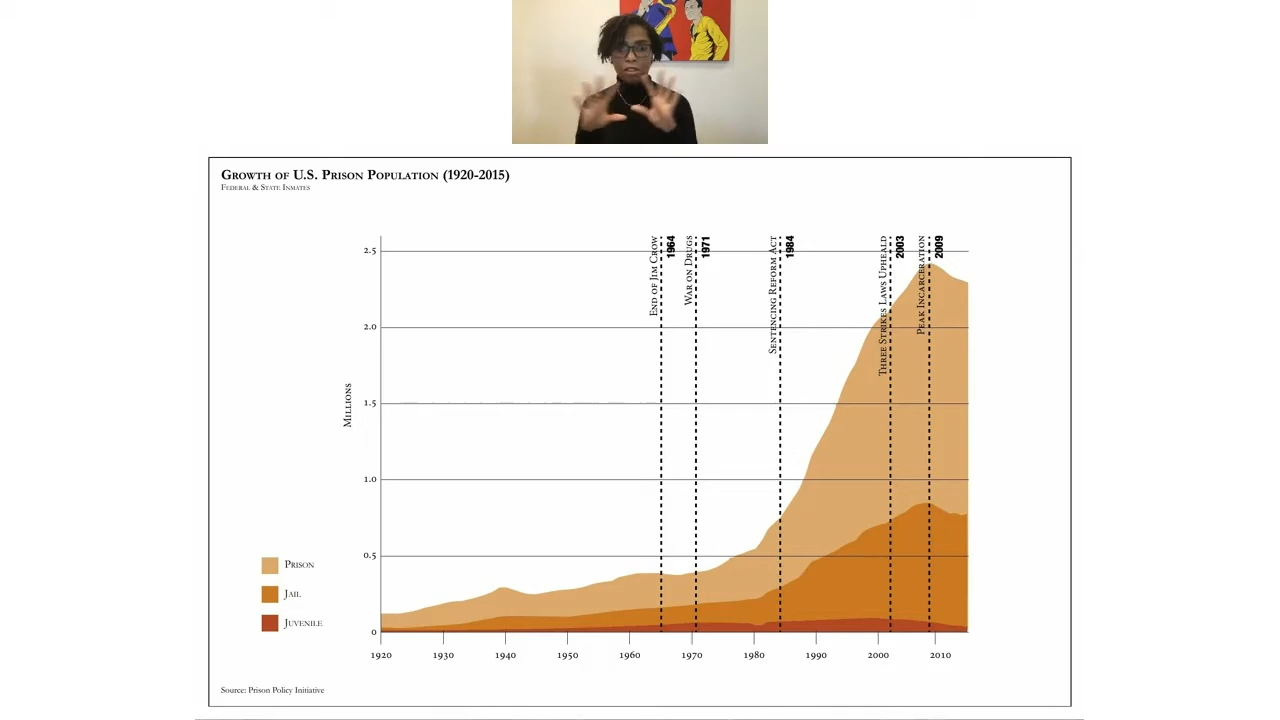 Growth of U.S. Prison Population (1920-2015)
Federal & State Inmates
2.5
2.0
1.5
1.0
0.5
0
Millions
End of Jim Crow
1964
War on Drugs
1971
Sentencing Reform Act
1984
Three Strikes Laws Upheald
2003
Peak Incarceration
2009
Prison
Jail
Juvenile
1920 1930 1940 1950 1960 1970 1980 1990 2000 2010
Source: Prison Policy Initiative